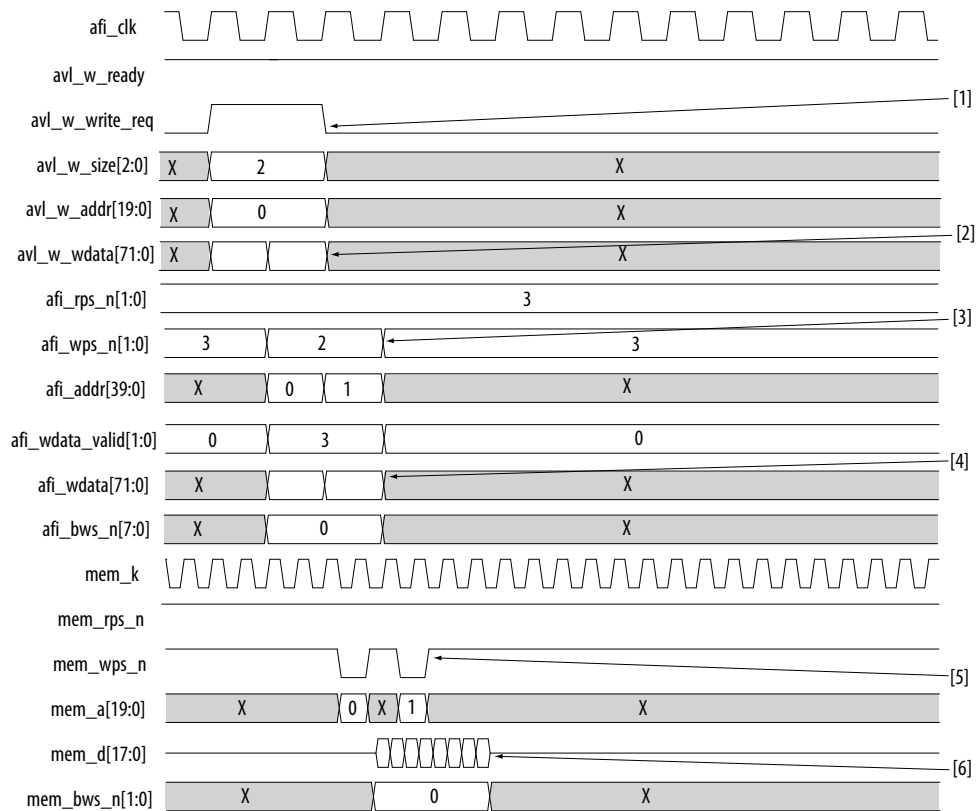 afi_clk
avl_w_ready
[1]
avl_w_write_req
avl_w_size[2:0] X 2 X
avl_w_addr[19:0] X 0 X
[2]
avl_w_wdata[71:0] X X
afi_rps_n[1:0] 3
[3]
afi_wps_n[1:0] 3 2 3
afi_addr[39:0] X 0 1 X
afi_wdata_valid[1:0] 0 3 0
[4]
afi_wdata[71:0] X X
afi_bws_n[7:0] X 0 X
mem_k
mem_rps_n
mem_wps_n
[5]
mem_a[19:0] X 0 X 1 X
mem_d[17:0]
[6]
mem_bws_n[1:0] X 0 X